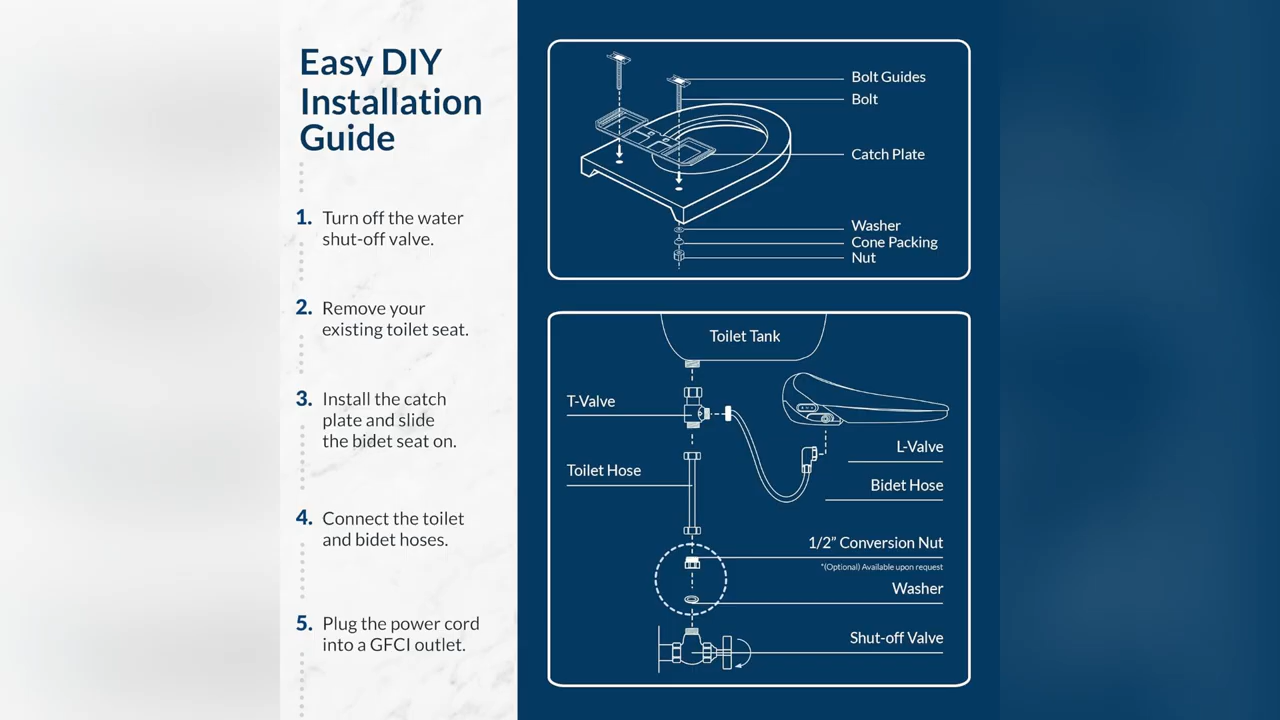 Easy DIY
Installation
Guide
1. Turn off the water
shut-off valve.
2. Remove your
existing toilet seat.
3. Install the catch
plate and slide
the bidet seat on.
4. Connect the toilet
and bidet hoses.
5. Plug the power cord
into a GFCI outlet.
Bolt Guides
Bolt
Catch Plate
Washer
Cone Packing
Nut
Toilet Tank
T-Valve
L-Valve
Toilet Hose
Bidet Hose
1/2” Conversion Nut
*(Optional) Available upon request
Washer
Shut-off Valve